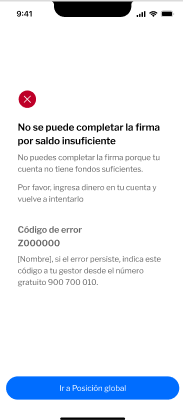 9:41
No se puede completar la firma
por saldo insuficiente
No puedes completar la firma porque tu
cuenta no tiene fondos suficientes.
Por favor, ingresa dinero en tu cuenta y
vuelve a intentarlo
Código de error
Z000000
[Nombre], si el error persiste, indica este
código a tu gestor desde el número
gratuito 900 700 010.
Ir a Posición global